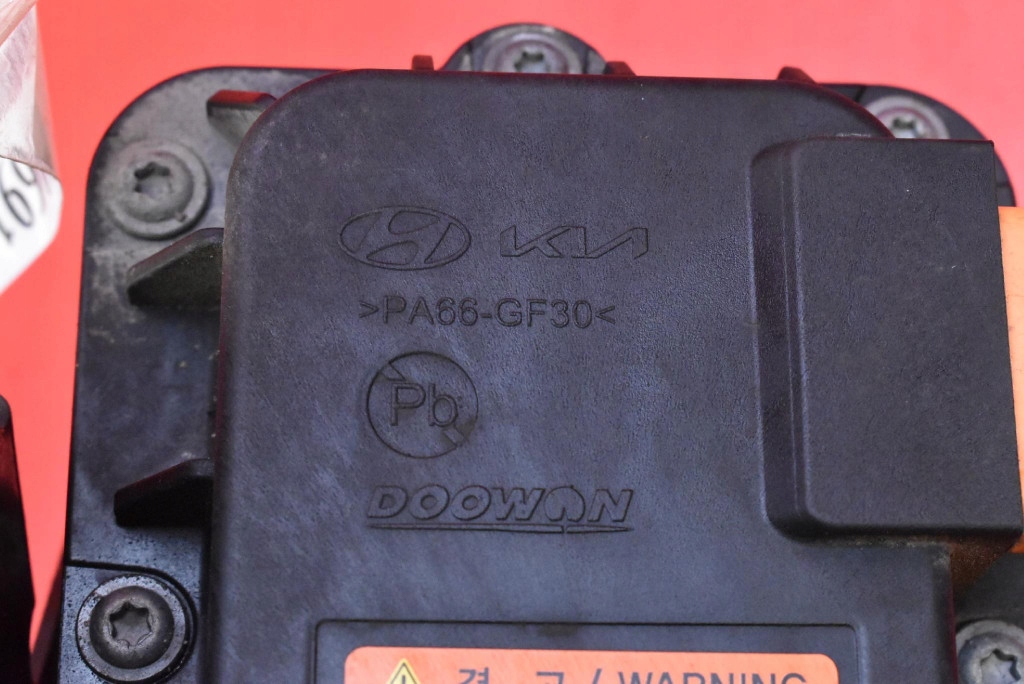 KIA
>PA66-GF30<
Pb
DOOWON
경 고 / WARNING